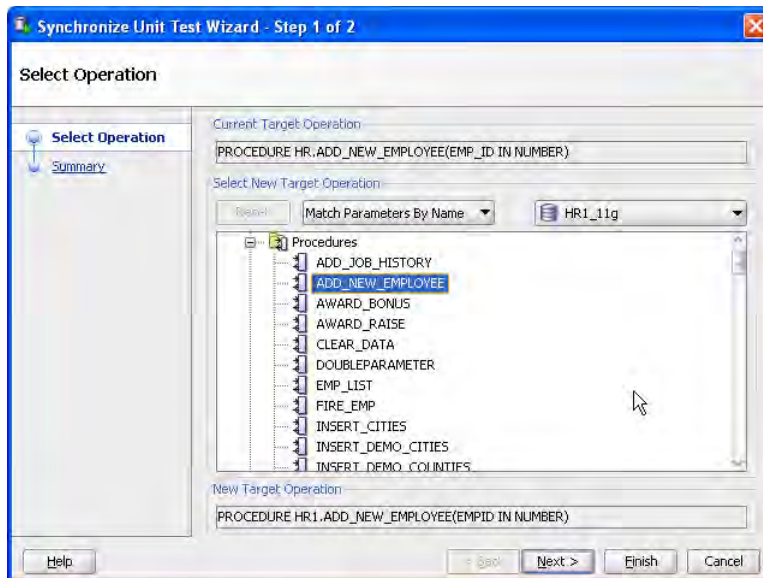 Synchronize Unit Test Wizard - Step 1 of 2
Select Operation
Select Operation
Summary
Current Target Operation
PROCEDURE HR.ADD_NEW_EMPLOYEE(EMP_ID IN NUMBER)
Select New Target Operation
Reset
Match Parameters By Name
HR1_11g
Procedures
ADD_JOB_HISTORY
ADD_NEW_EMPLOYEE
AWARD_BONUS
AWARD_RAISE
CLEAR_DATA
DOUBLEPARAMETER
EMP_LIST
FIRE_EMP
INSERT_CITIES
INSERT_DEMO_CITIES
INSERT_DEMO_COUNTIES
New Target Operation
PROCEDURE HR1.ADD_NEW_EMPLOYEE(EMPID IN NUMBER)
Help
< Back
Next >
Finish
Cancel